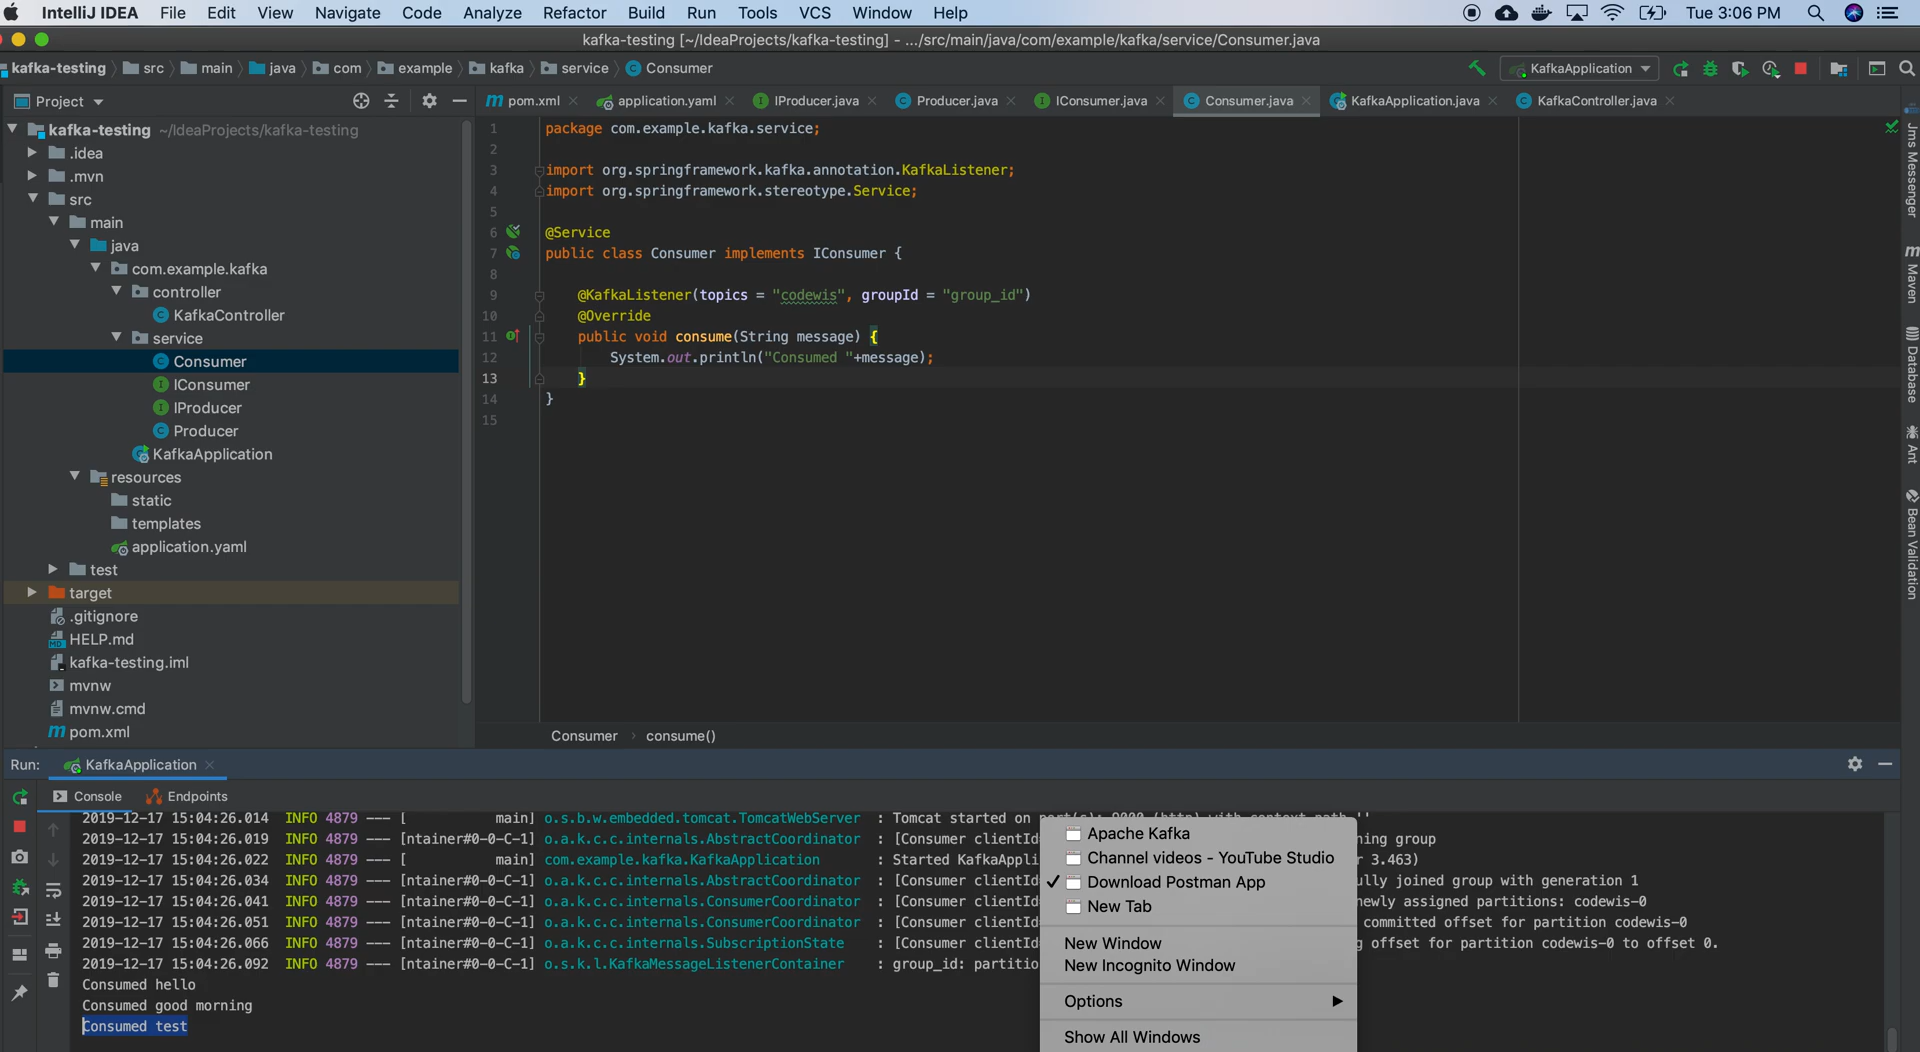 IntelliJ IDEA File Edit View Navigate Code Analyze Refactor Build Run Tools VCS Window Help Tue 3:06 PM
kafka-testing [~/IdeaProjects/kafka-testing] - .../src/main/java/com/example/kafka/service/Consumer.java
kafka-testing src main java com example kafka service Consumer KafkaApplication
Project
pom.xml application.yaml IProducer.java Producer.java IConsumer.java Consumer.java KafkaApplication.java KafkaController.java
kafka-testing ~/IdeaProjects/kafka-testing
.idea
.mvn
src
main
java
com.example.kafka
controller
KafkaController
service
Consumer
IConsumer
IProducer
Producer
KafkaApplication
resources
static
templates
application.yaml
test
target
.gitignore
HELP.md
kafka-testing.iml
mvnw
mvnw.cmd
pom.xml
1 package com.example.kafka.service;
2
3 import org.springframework.kafka.annotation.KafkaListener;
4 import org.springframework.stereotype.Service;
5
6 @Service
7 public class Consumer implements IConsumer {
8
9 @KafkaListener(topics = "codewis", groupId = "group_id")
10 @Override
11 public void consume(String message) {
12 System.out.println("Consumed "+message);
13 }
14 }
15
Consumer consume()
Jms Messenger
Maven
Database
Ant
Bean Validation
Run: KafkaApplication
Console Endpoints
2019-12-17 15:04:26.014 INFO 4879 --- [ main] o.s.b.w.embedded.tomcat.TomcatWebServer : Tomcat started on port(s): 9000 (http) with context path ''
2019-12-17 15:04:26.019 INFO 4879 --- [ntainer#0-0-C-1] o.a.k.c.c.internals.AbstractCoordinator : [Consumer clientId ning group
2019-12-17 15:04:26.022 INFO 4879 --- [ main] com.example.kafka.KafkaApplication : Started KafkaAppli r 3.463)
2019-12-17 15:04:26.034 INFO 4879 --- [ntainer#0-0-C-1] o.a.k.c.c.internals.AbstractCoordinator : [Consumer clientId ully joined group with generation 1
2019-12-17 15:04:26.041 INFO 4879 --- [ntainer#0-0-C-1] o.a.k.c.c.internals.ConsumerCoordinator : [Consumer clientId newly assigned partitions: codewis-0
2019-12-17 15:04:26.051 INFO 4879 --- [ntainer#0-0-C-1] o.a.k.c.c.internals.ConsumerCoordinator : [Consumer clientId committed offset for partition codewis-0
2019-12-17 15:04:26.066 INFO 4879 --- [ntainer#0-0-C-1] o.a.k.c.c.internals.SubscriptionState : [Consumer clientId g offset for partition codewis-0 to offset 0.
2019-12-17 15:04:26.092 INFO 4879 --- [ntainer#0-0-C-1] o.s.k.l.KafkaMessageListenerContainer : group_id: partitio
Consumed hello
Consumed good morning
Consumed test
Apache Kafka
Channel videos - YouTube Studio
Download Postman App
New Tab
New Window
New Incognito Window
Options
Show All Windows